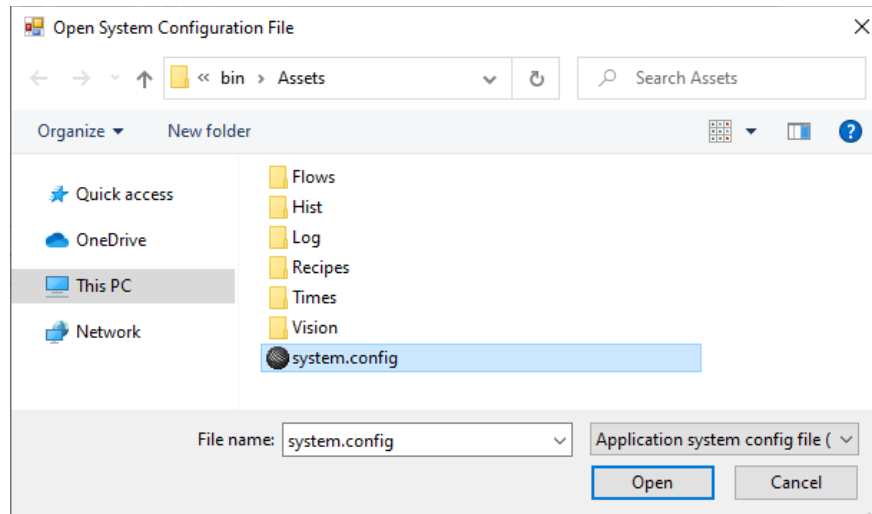 Open System Configuration File
« bin › Assets
Search Assets
Organize
New folder
Quick access
OneDrive
This PC
Network
Flows
Hist
Log
Recipes
Times
Vision
system.config
File name: system.config
Application system config file (
Open Cancel